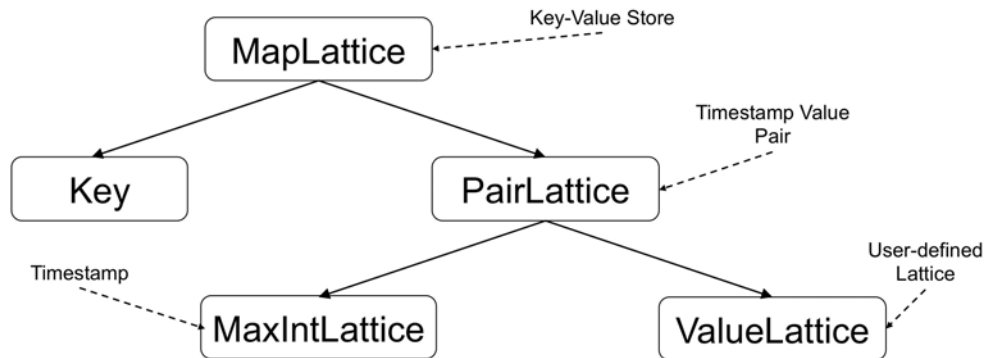 Key-Value Store
MapLattice
Timestamp Value
Pair
Key
PairLattice
User-defined
Lattice
Timestamp
MaxIntLattice
ValueLattice